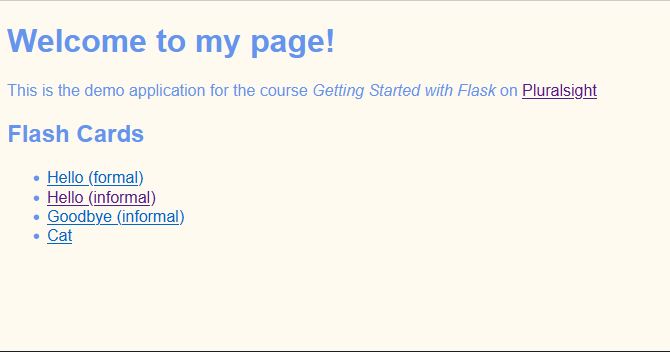 Welcome to my page!
This is the demo application for the course Getting Started with Flask on Pluralsight
Flash Cards
Hello (formal)
Hello (informal)
Goodbye (informal)
Cat